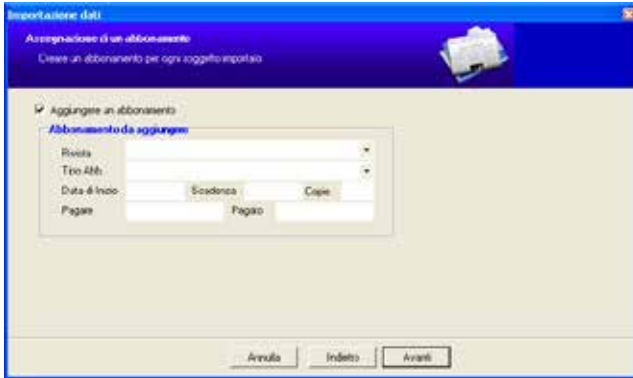 Importazione dati
Assegnazione di un abbonamento
Creare un abbonamento per ogni soggetto importato
Aggiungere un abbonamento
Abbonamento da aggiungere
Rivista
Tipo Abb.
Data di Inizio Scadenza Copie
Pagare Pagato
Annulla Indietro Avanti